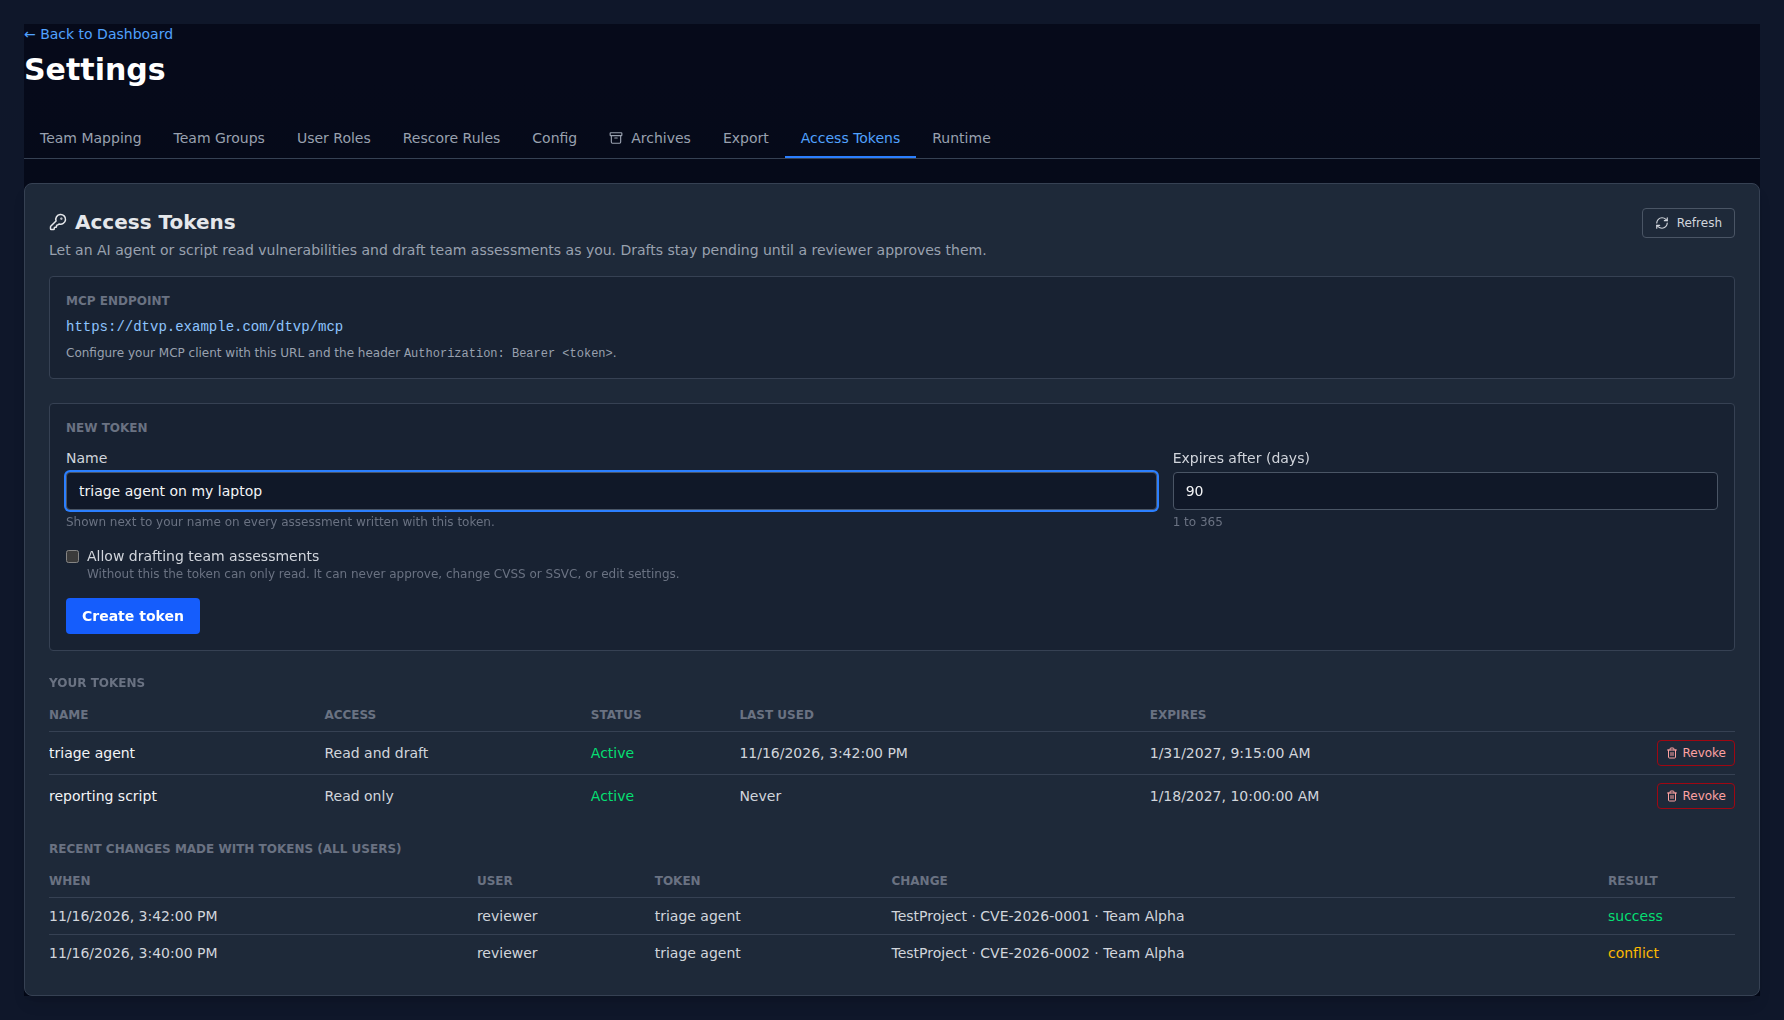 ← Back to Dashboard
Settings
Team Mapping Team Groups User Roles Rescore Rules Config Archives Export Access Tokens Runtime
Access Tokens
Refresh
Let an AI agent or script read vulnerabilities and draft team assessments as you. Drafts stay pending until a reviewer approves them.
MCP ENDPOINT
https://dtvp.example.com/dtvp/mcp
Configure your MCP client with this URL and the header Authorization: Bearer <token>.
NEW TOKEN
Name Expires after (days)
triage agent on my laptop 90
Shown next to your name on every assessment written with this token. 1 to 365
Allow drafting team assessments
Without this the token can only read. It can never approve, change CVSS or SSVC, or edit settings.
Create token
YOUR TOKENS
NAME ACCESS STATUS LAST USED EXPIRES
triage agent Read and draft Active 11/16/2026, 3:42:00 PM 1/31/2027, 9:15:00 AM Revoke
reporting script Read only Active Never 1/18/2027, 10:00:00 AM Revoke
RECENT CHANGES MADE WITH TOKENS (ALL USERS)
WHEN USER TOKEN CHANGE RESULT
11/16/2026, 3:42:00 PM reviewer triage agent TestProject · CVE-2026-0001 · Team Alpha success
11/16/2026, 3:40:00 PM reviewer triage agent TestProject · CVE-2026-0002 · Team Alpha conflict